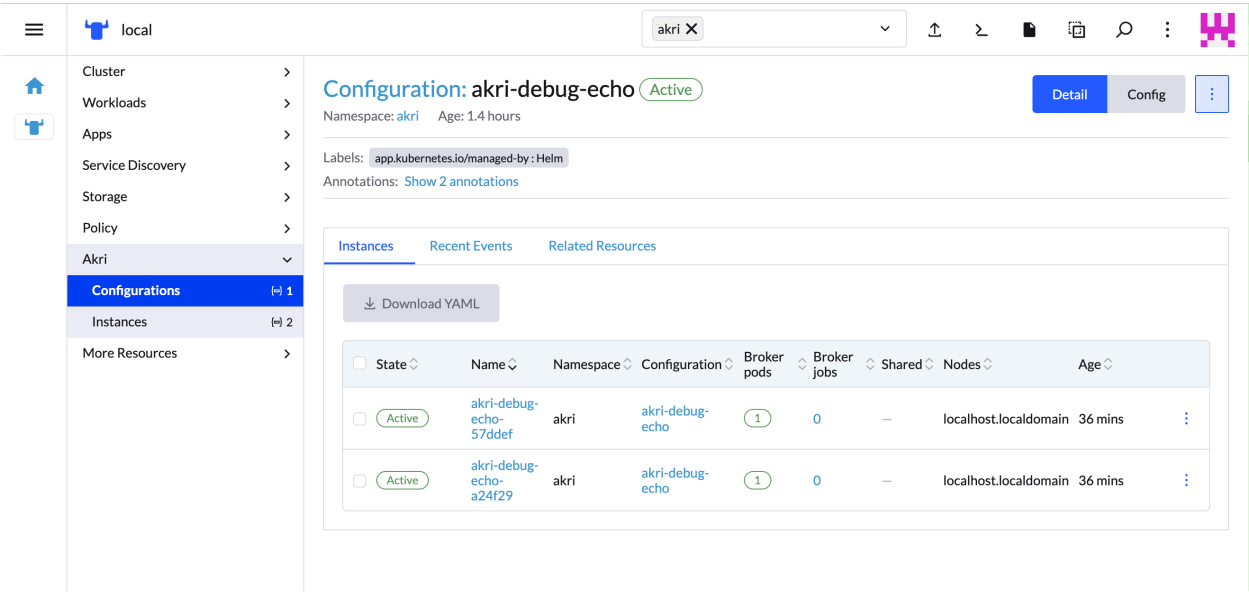 local
akri
Cluster
Workloads
Apps
Service Discovery
Storage
Policy
Akri
Configurations 1
Instances 2
More Resources
Configuration: akri-debug-echo Active
Detail
Config
Namespace: akri Age: 1.4 hours
Labels: app.kubernetes.io/managed-by : Helm
Annotations: Show 2 annotations
Instances Recent Events Related Resources
Download YAML
State Name Namespace Configuration Broker pods Broker jobs Shared Nodes Age
Active akri-debug-echo-57ddef akri akri-debug-echo 1 0 — localhost.localdomain 36 mins
Active akri-debug-echo-a24f29 akri akri-debug-echo 1 0 — localhost.localdomain 36 mins